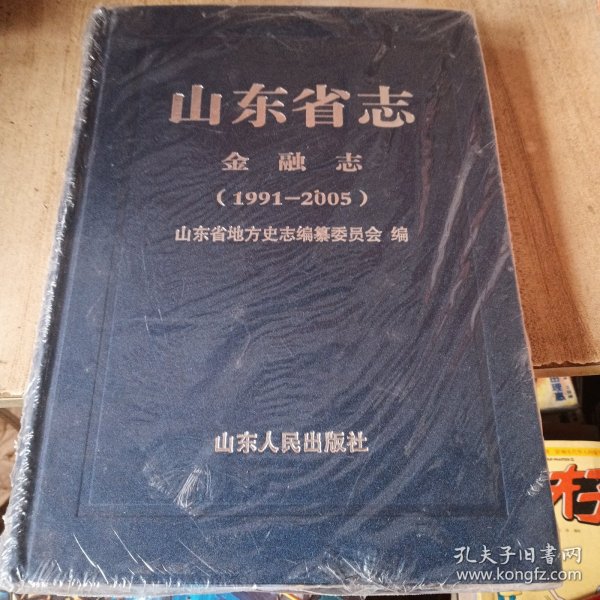 山东省志
金融志
（1991—2005）
山东省地方史志编纂委员会 编
山东人民出版社
孔夫子旧书网
www.kongfz.com